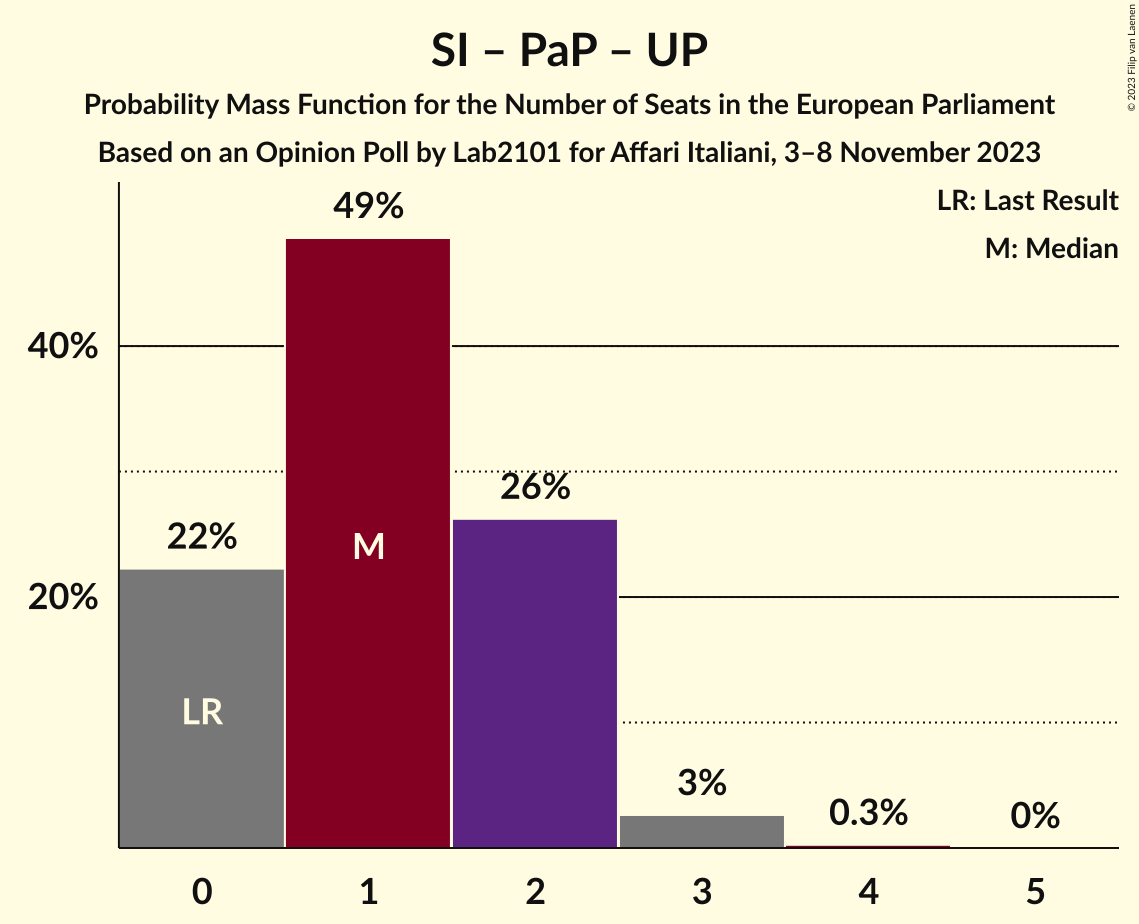 SI – PaP – UP
Probability Mass Function for the Number of Seats in the European Parliament
Based on an Opinion Poll by Lab2101 for Affari Italiani, 3–8 November 2023
© 2023 Filip van Laenen
LR: Last Result
M: Median
49%
40%
26%
22%
M
20%
LR
3%
0.3%
0%
0 1 2 3 4 5